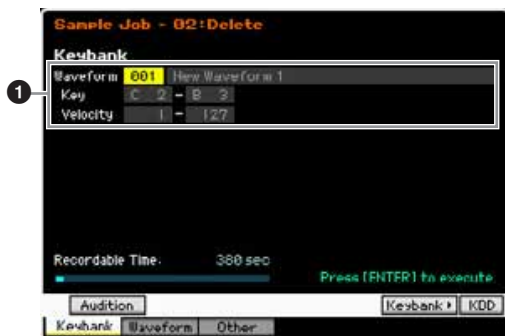 Sample Job - 02:Delete
Keybank
Waveform 001 New Waveform 1
1
Key C 2 - B 3
Velocity 1 - 127
Recordable Time: 380 sec
Press [ENTER] to execute
Audition Keybank KDD
Keybank Waveform Other